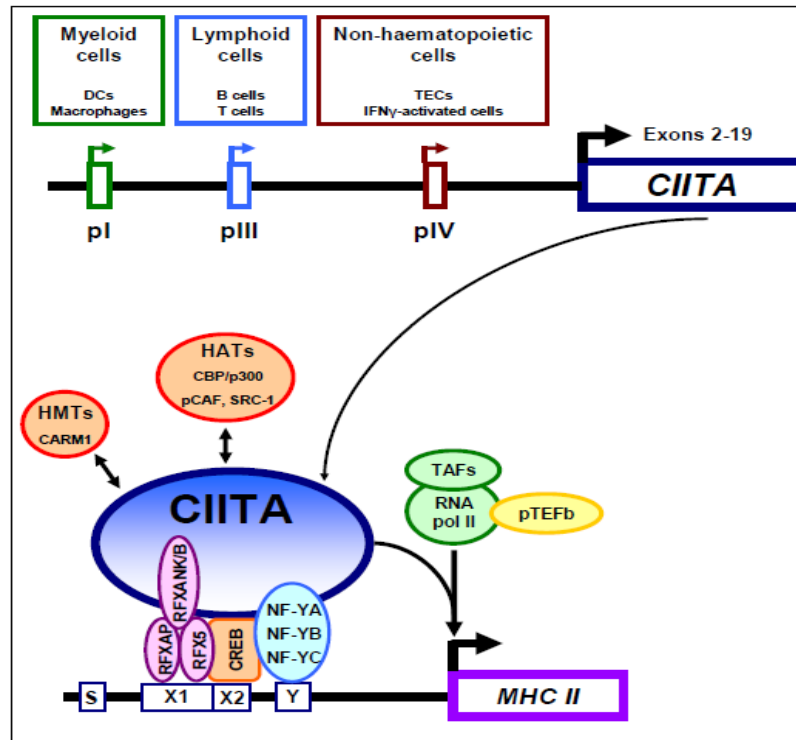 Myeloid
cells
DCs
Macrophages
Lymphoid
cells
B cells
T cells
Non-haematopoietic
cells
TECs
IFNγ-activated cells
Exons 2-19
CIITA
pI
pIII
pIV
HATs
CBP/p300
pCAF, SRC-1
HMTs
CARM1
CIITA
TAFs
RNA
pol II
pTEFb
RFXANK/B
RFXAP
RFX5
CREB
NF-YA
NF-YB
NF-YC
S
X1
X2
Y
MHC II